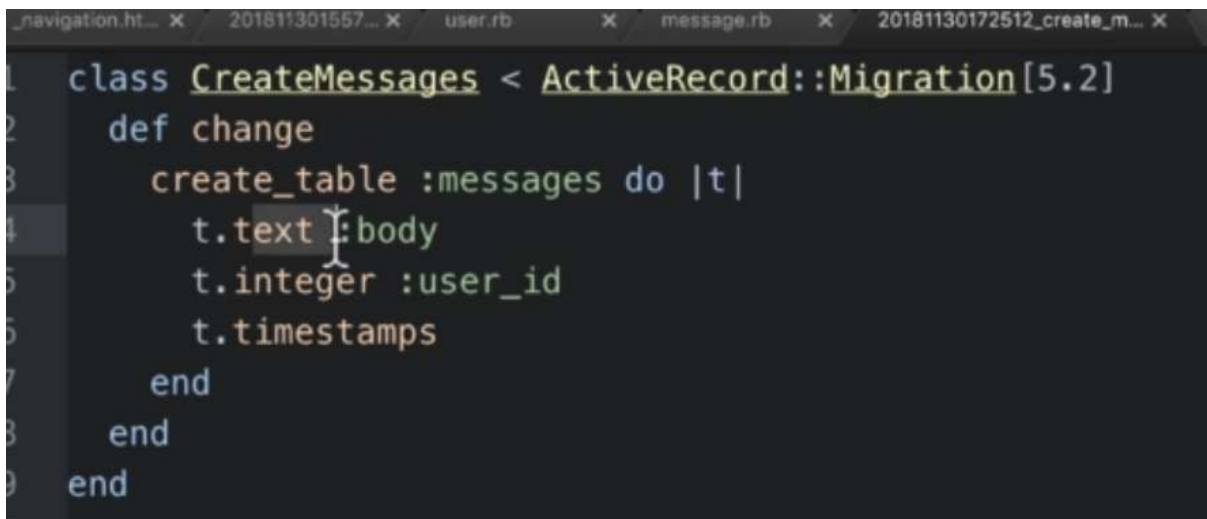 _navigation.ht... × 201811301557... × user.rb × message.rb × 20181130172512_create_m... ×
1 class CreateMessages < ActiveRecord::Migration[5.2]
2 def change
3 create_table :messages do |t|
4 t.text :body
5 t.integer :user_id
6 t.timestamps
7 end
8 end
9 end